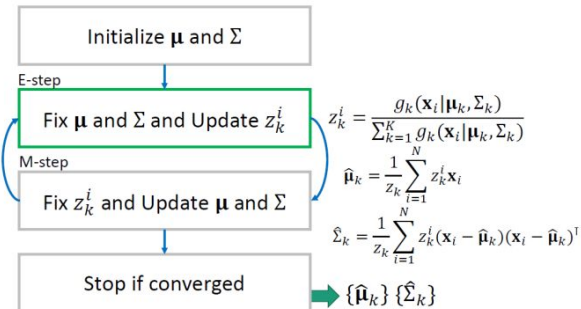 Initialize μ and Σ
E-step
Fix μ and Σ and Update z_k^i
z_k^i = g_k(x_i|μ_k, Σ_k) / Σ_{k=1}^K g_k(x_i|μ_k, Σ_k)
M-step
Fix z_k^i and Update μ and Σ
μ̂_k = 1/z_k Σ_{i=1}^N z_k^i x_i
Σ̂_k = 1/z_k Σ_{i=1}^N z_k^i (x_i − μ̂_k)(x_i − μ̂_k)^T
Stop if converged
{μ̂_k} {Σ̂_k}